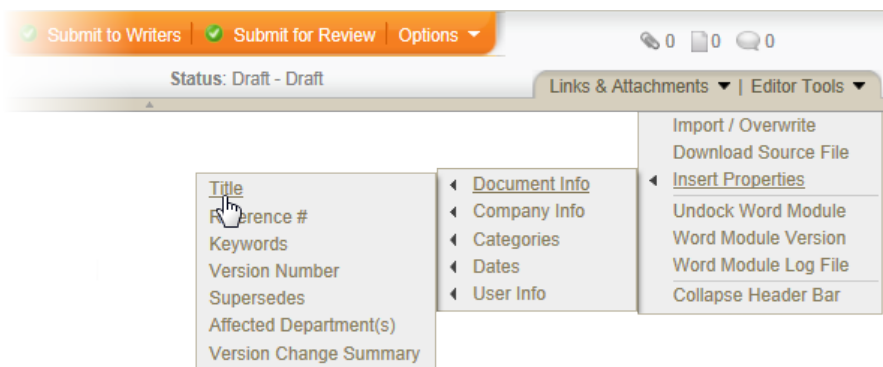 Submit to Writers Submit for Review Options
0 0 0
Status: Draft - Draft
Links & Attachments | Editor Tools
Import / Overwrite
Download Source File
Insert Properties
Undock Word Module
Word Module Version
Word Module Log File
Collapse Header Bar
Document Info
Company Info
Categories
Dates
User Info
Title
#
Keywords
Version Number
Supersedes
Affected Department(s)
Version Change Summary